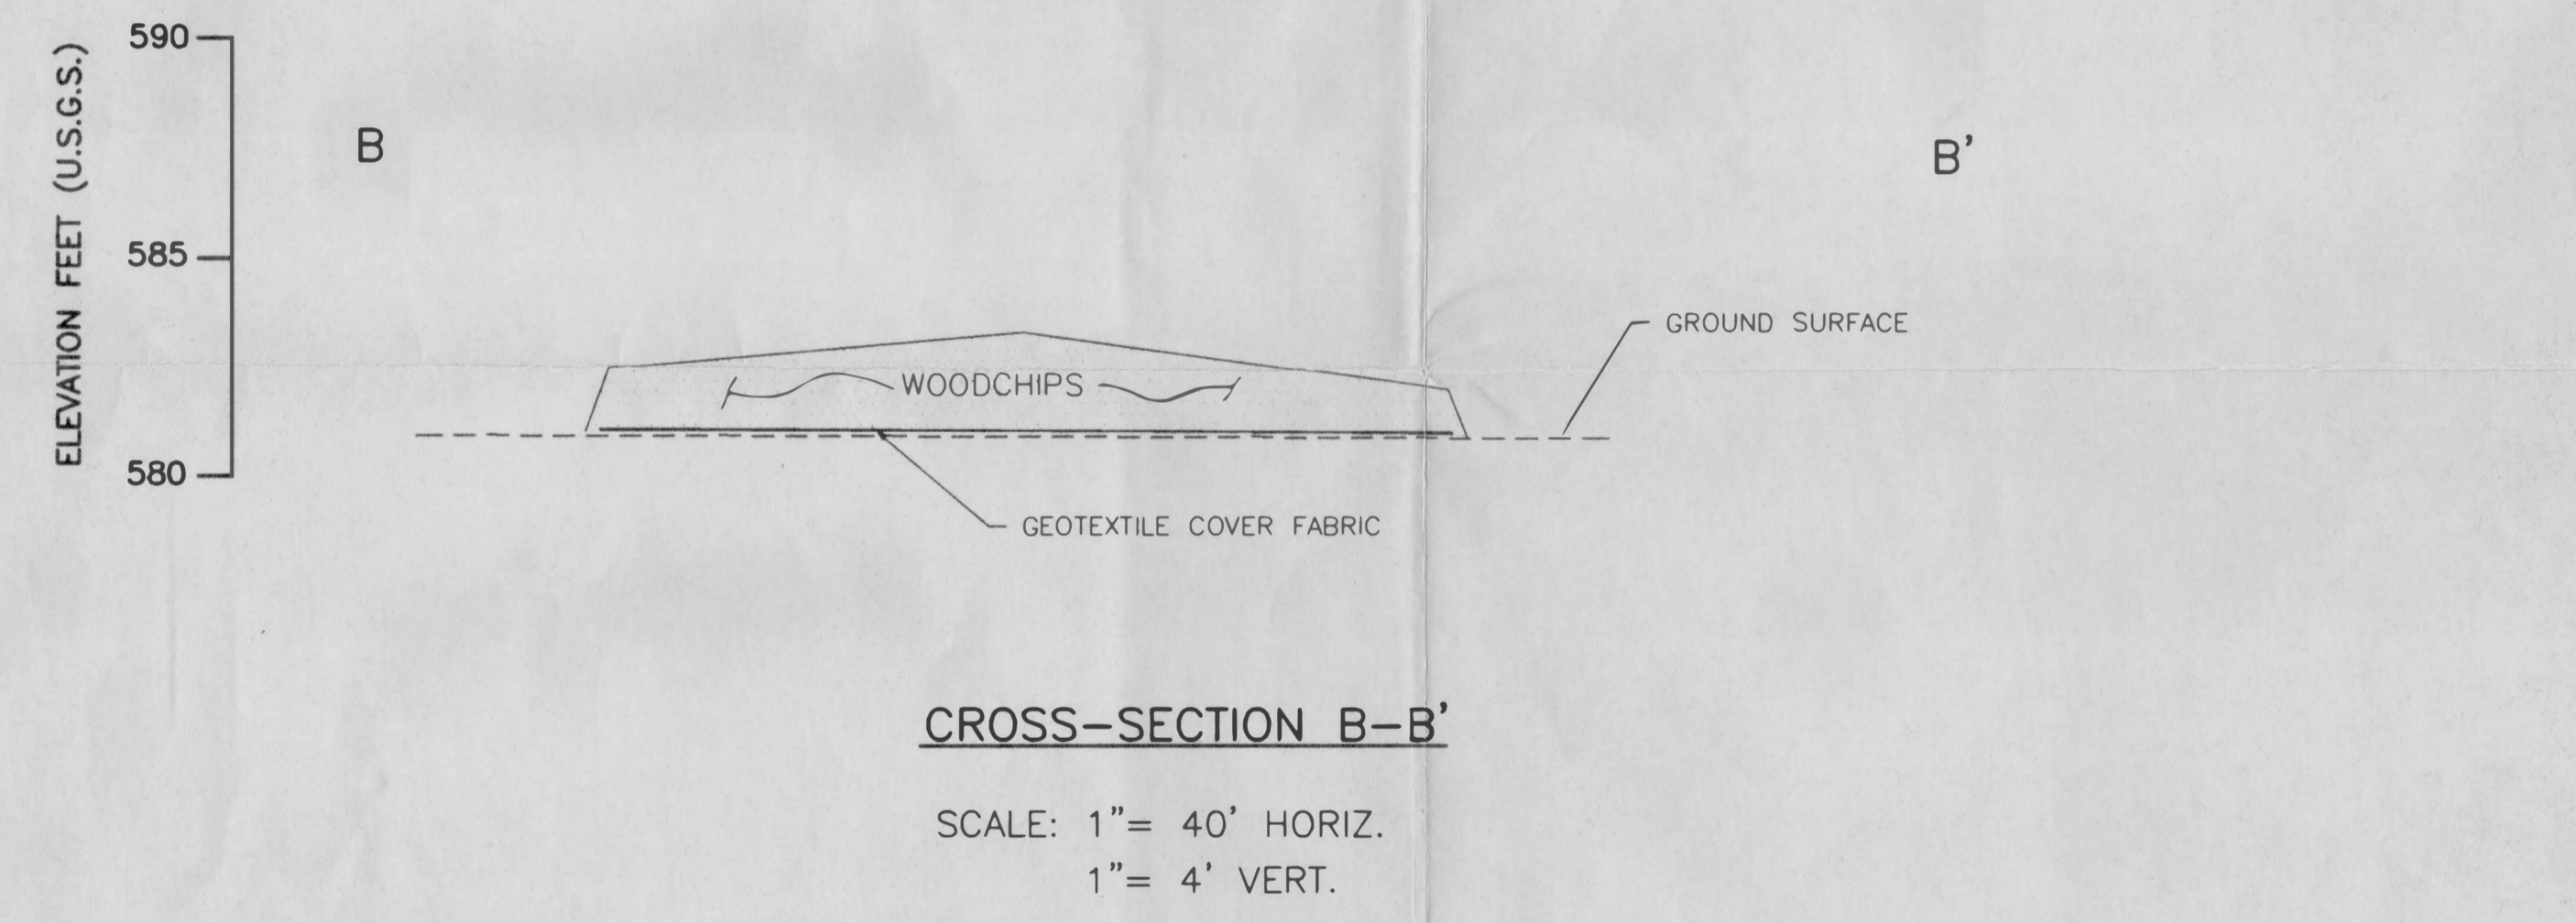 ELEVATION FEET (U.S.G.S.)
590
585
580
B
B'
WOODCHIPS
GROUND SURFACE
GEOTEXTILE COVER FABRIC
CROSS-SECTION B-B'
SCALE: 1"= 40' HORIZ.
1"= 4' VERT.